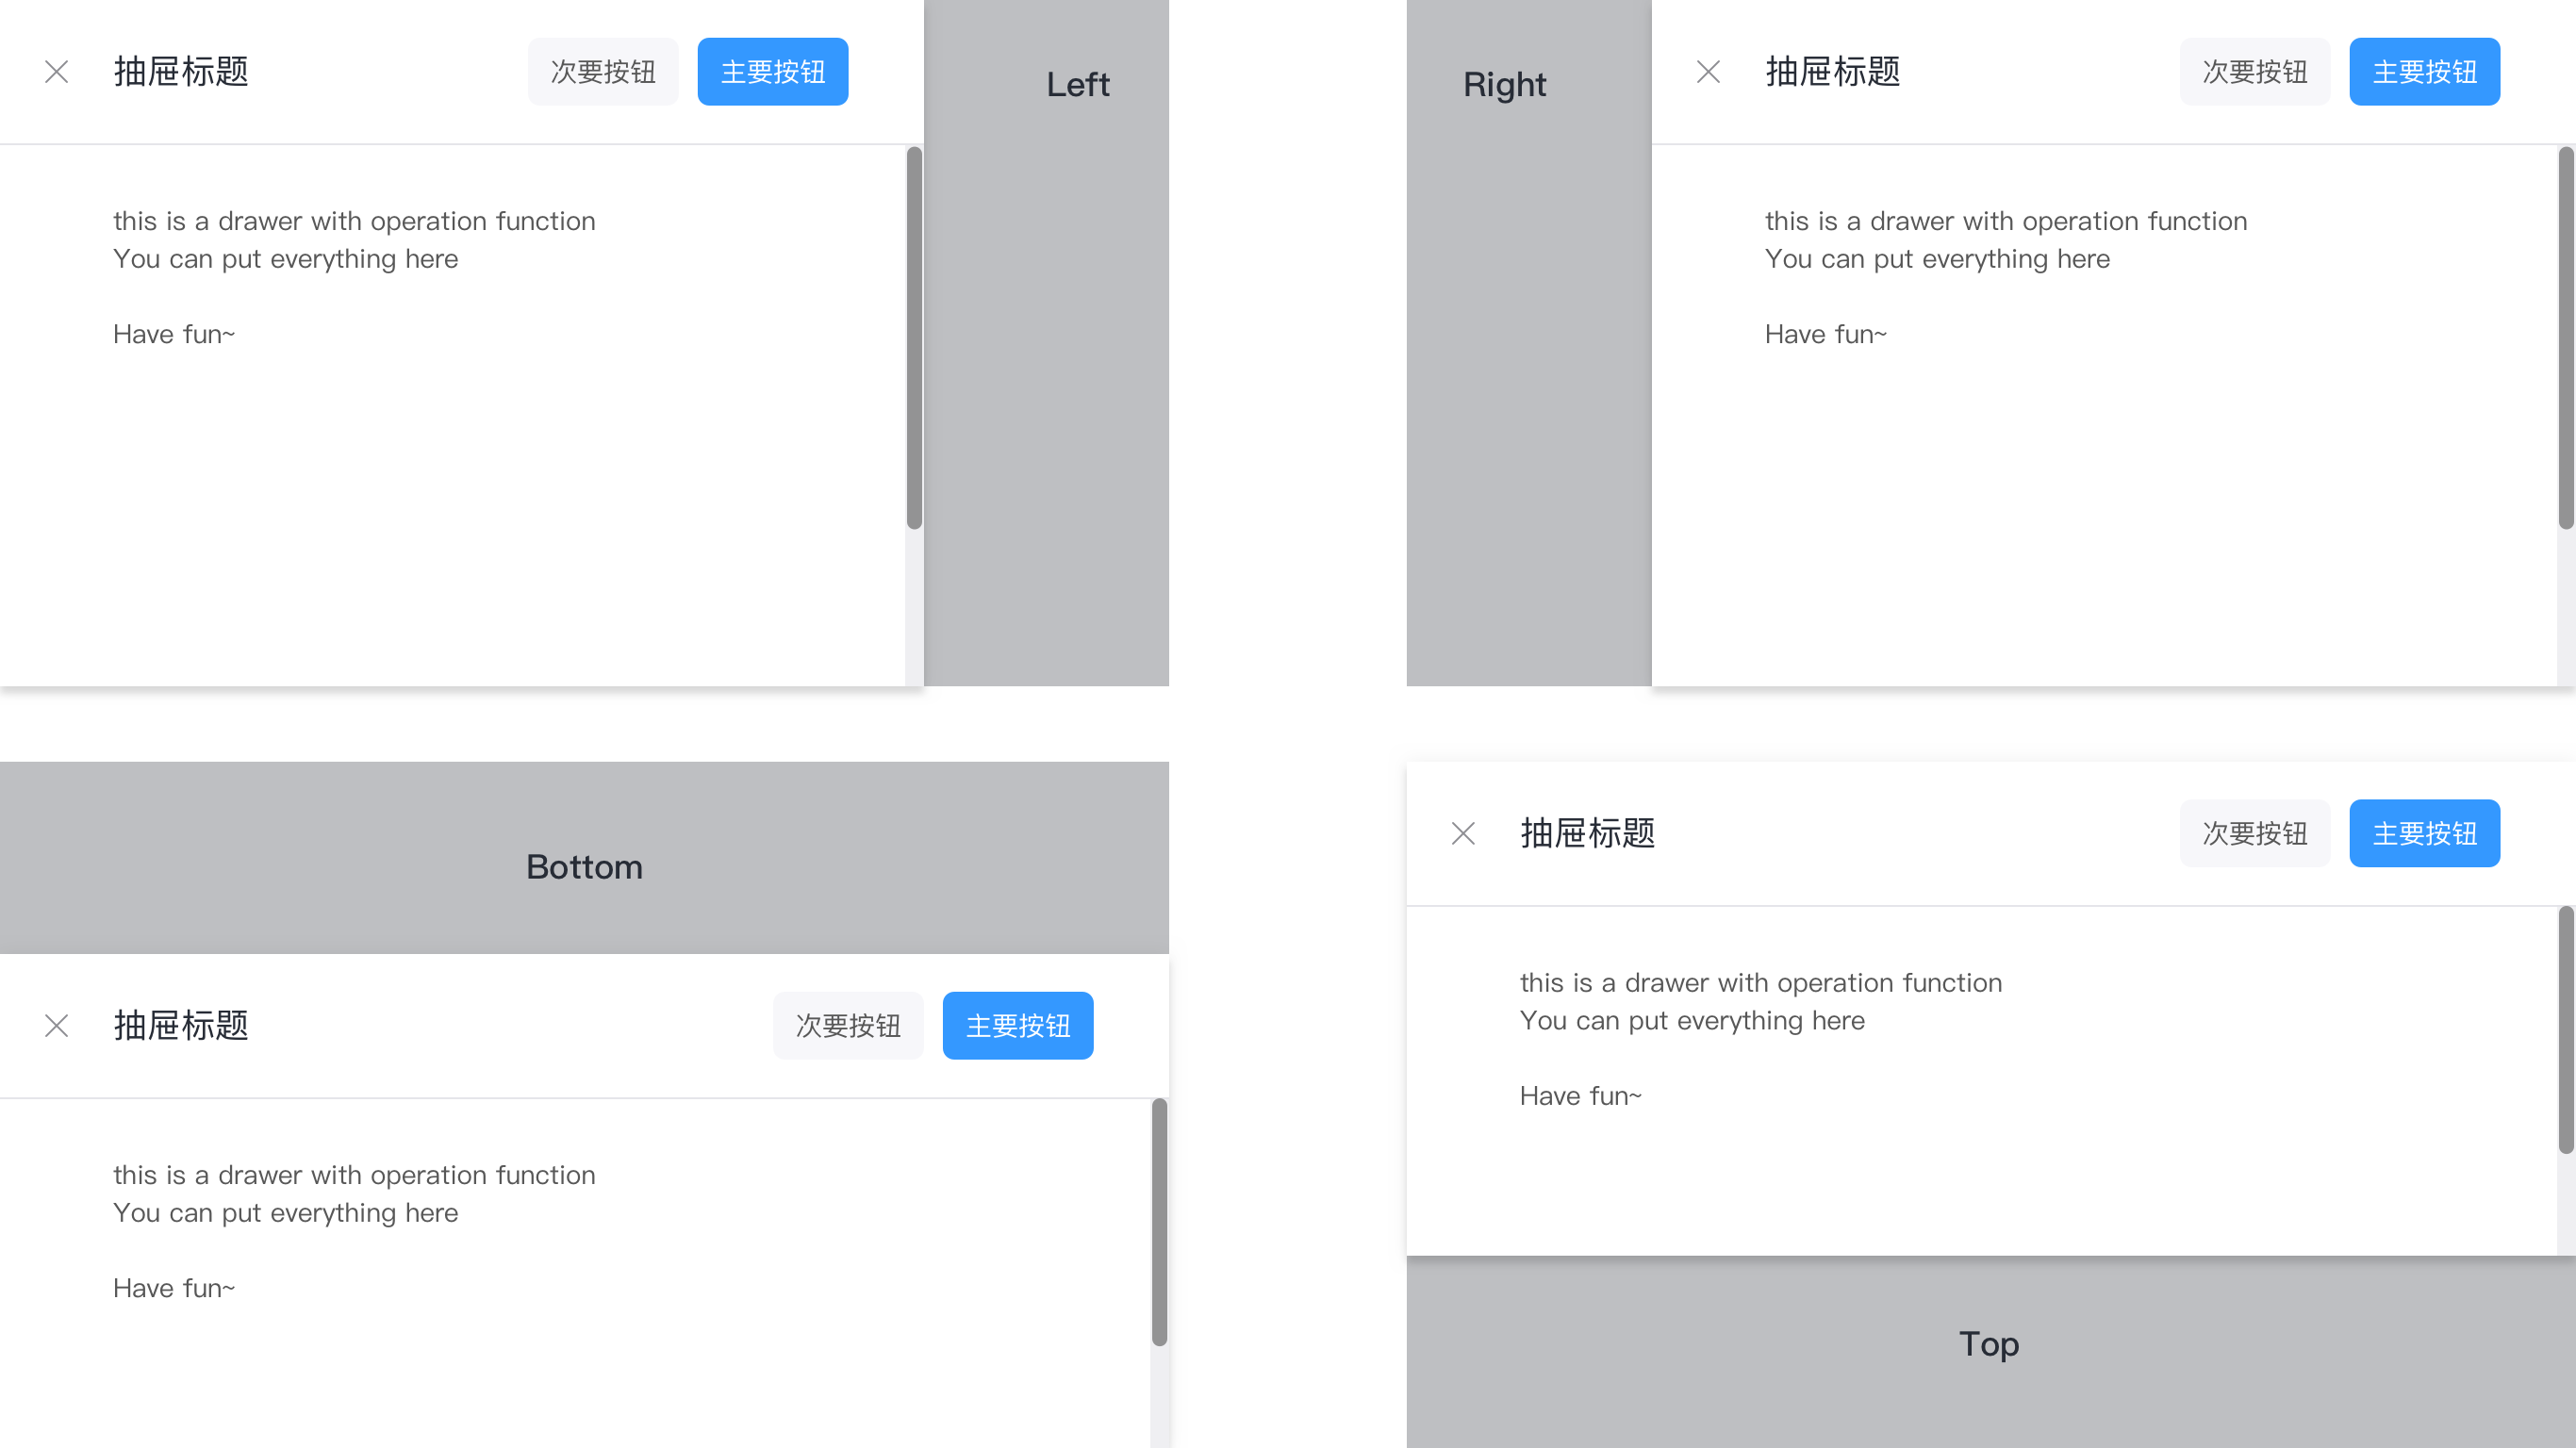 抽屉标题
次要按钮
主要按钮
Left
this is a drawer with operation function
You can put everything here
Have fun~
Right
抽屉标题
次要按钮
主要按钮
this is a drawer with operation function
You can put everything here
Have fun~
Bottom
抽屉标题
次要按钮
主要按钮
this is a drawer with operation function
You can put everything here
Have fun~
抽屉标题
次要按钮
主要按钮
this is a drawer with operation function
You can put everything here
Have fun~
Top